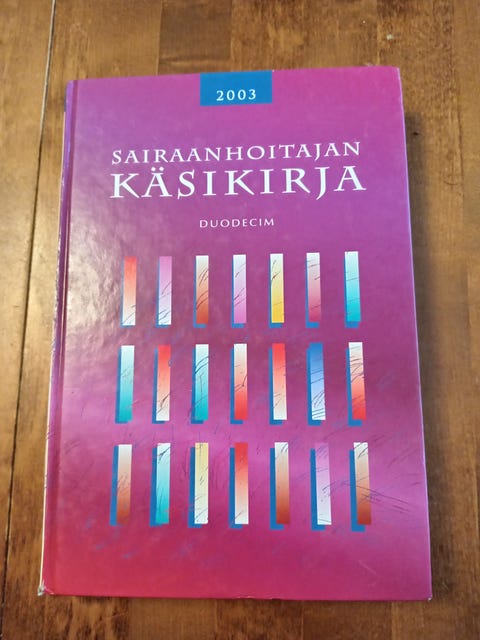 2003
SAIRAANHOITAJAN
KÄSIKIRJA
DUODECIM